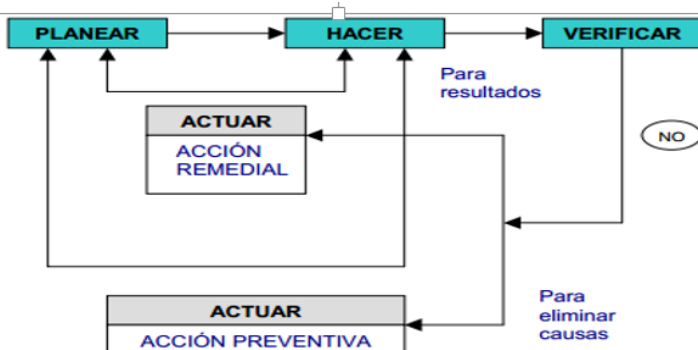 PLANEAR
HACER
VERIFICAR
Para
resultados
ACTUAR
ACCIÓN
REMEDIAL
NO
ACTUAR
ACCIÓN PREVENTIVA
Para
eliminar
causas